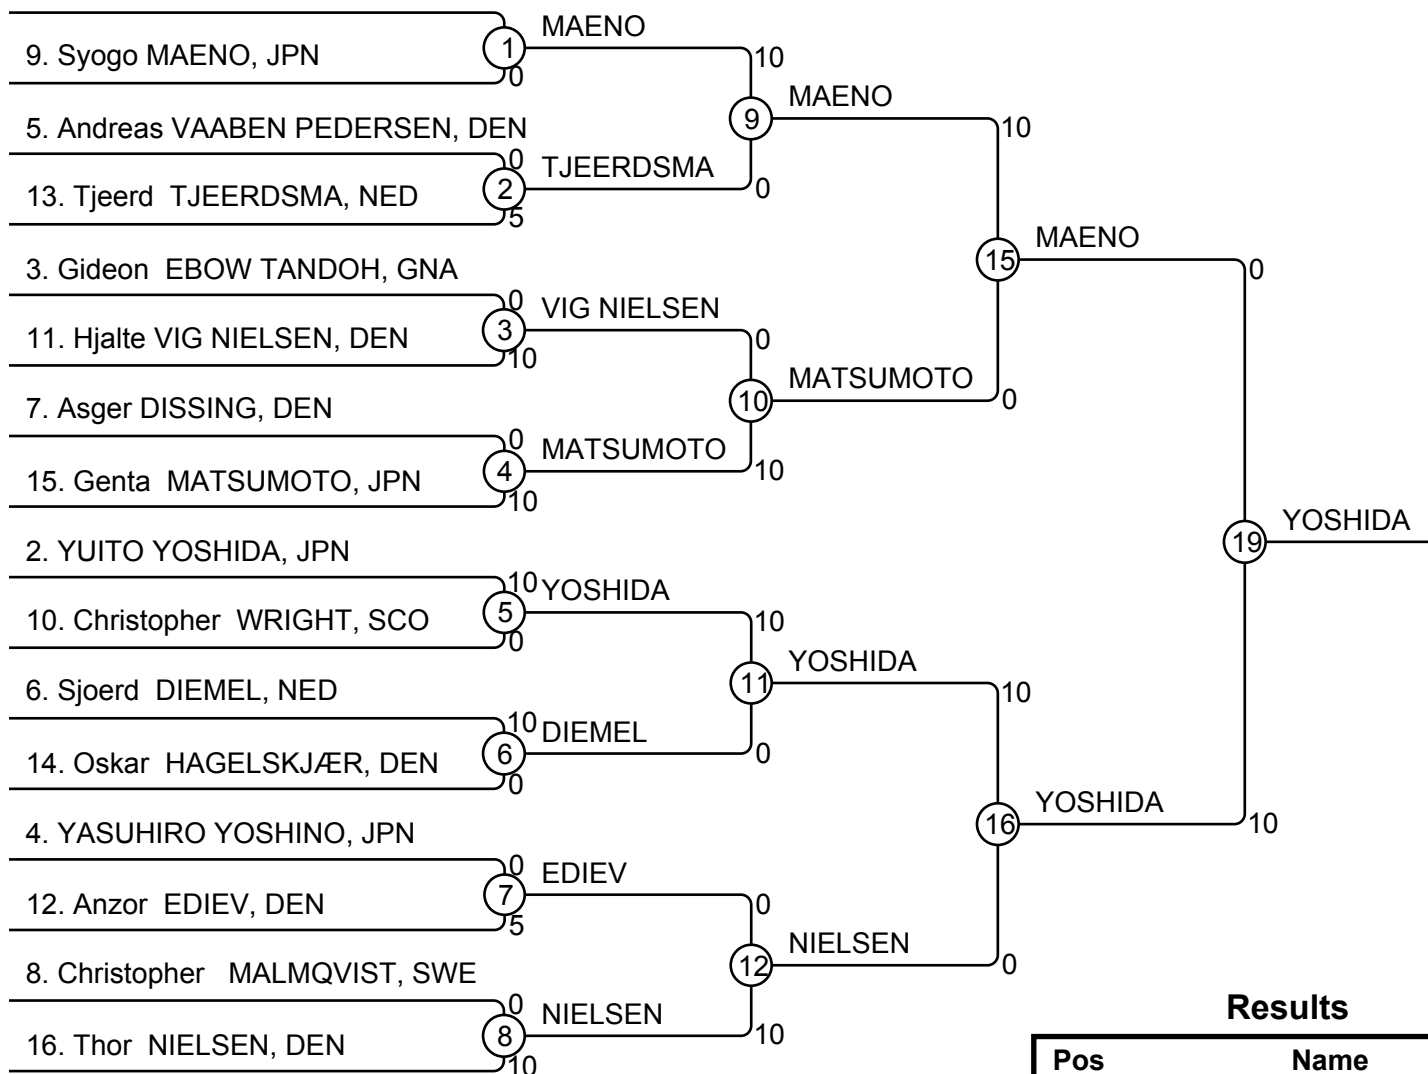 MAENO
9. Syogo MAENO, JPN
1
0
10
5. Andreas VAABEN PEDERSEN, DEN
9
MAENO
10
0
13. Tjeerd TJEERDSMA, NED
2
TJEERDSMA
0
5
3. Gideon EBOW TANDOH, GNA
15
MAENO
0
0
11. Hjalte VIG NIELSEN, DEN
3
VIG NIELSEN
0
10
7. Asger DISSING, DEN
10
MATSUMOTO
0
0
15. Genta MATSUMOTO, JPN
4
MATSUMOTO
10
10
2. YUITO YOSHIDA, JPN
19
YOSHIDA
10
10. Christopher WRIGHT, SCO
5
YOSHIDA
10
0
6. Sjoerd DIEMEL, NED
11
YOSHIDA
10
10
14. Oskar HAGELSKJÆR, DEN
6
DIEMEL
0
0
4. YASUHIRO YOSHINO, JPN
16
YOSHIDA
10
0
12. Anzor EDIEV, DEN
7
EDIEV
0
5
8. Christopher MALMQVIST, SWE
12
NIELSEN
0
0
16. Thor NIELSEN, DEN
8
NIELSEN
10
10
Results
Pos Name